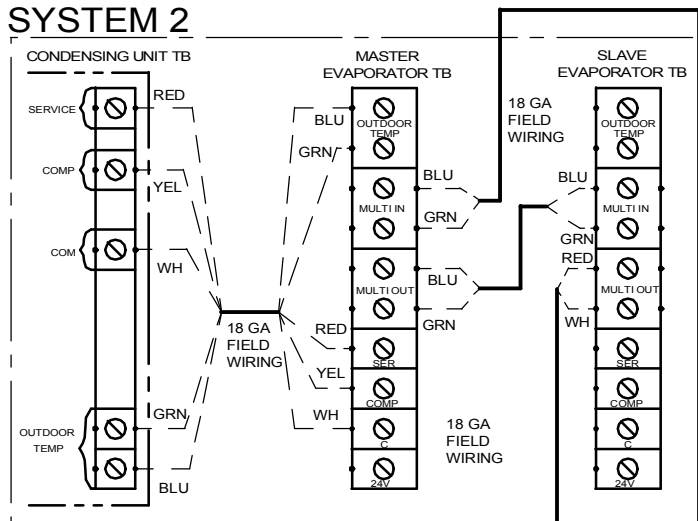 SYSTEM 2
CONDENSING UNIT TB
SERVICE
RED
COMP
YEL
COM
WH
18 GA
FIELD
WIRING
GRN
OUTDOOR
TEMP
BLU
MASTER
EVAPORATOR TB
BLU
OUTDOOR
TEMP
GRN
BLU
MULTI IN
GRN
BLU
MULTI OUT
GRN
RED
SER
YEL
COMP
WH
C
24V
18 GA
FIELD
WIRING
18 GA
FIELD
WIRING
SLAVE
EVAPORATOR TB
OUTDOOR
TEMP
BLU
MULTI IN
GRN
RED
MULTI OUT
WH
SER
COMP
C
24V